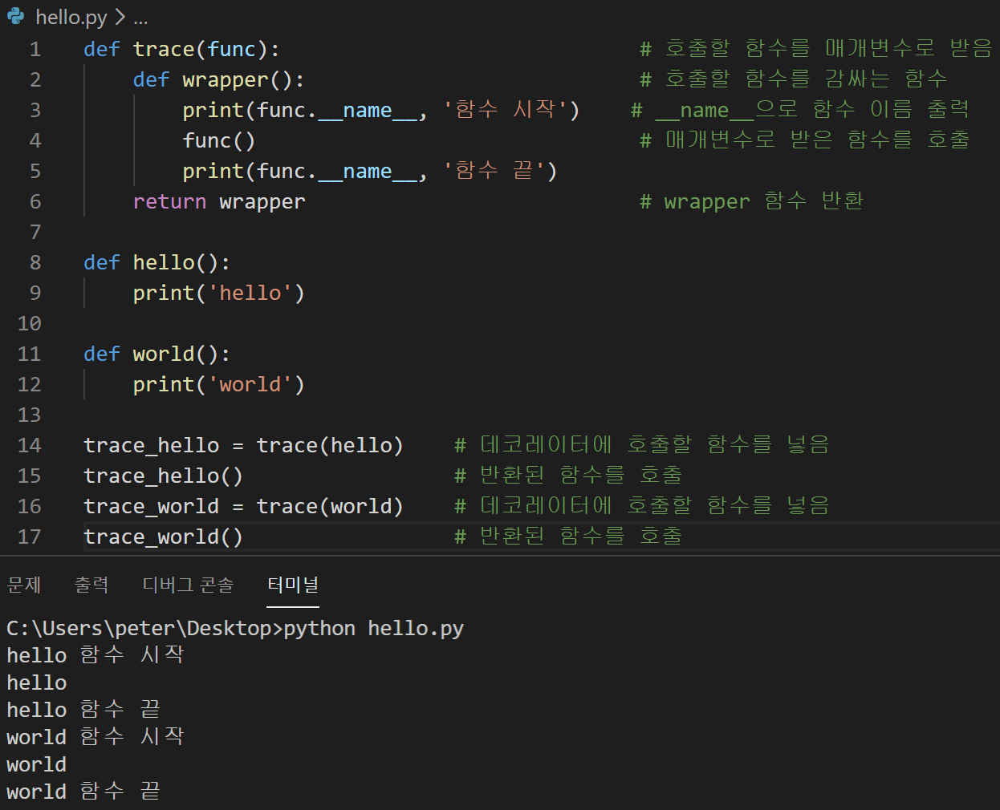 hello.py > ...
1 def trace(func): # 호출할 함수를 매개변수로 받음
2 def wrapper(): # 호출할 함수를 감싸는 함수
3 print(func.__name__, '함수 시작') # __name__으로 함수 이름 출력
4 func() # 매개변수로 받은 함수를 호출
5 print(func.__name__, '함수 끝')
6 return wrapper # wrapper 함수 반환
7
8 def hello():
9 print('hello')
10
11 def world():
12 print('world')
13
14 trace_hello = trace(hello) # 데코레이터에 호출할 함수를 넣음
15 trace_hello() # 반환된 함수를 호출
16 trace_world = trace(world) # 데코레이터에 호출할 함수를 넣음
17 trace_world() # 반환된 함수를 호출
문제 출력 디버그 콘솔 터미널
C:\Users\peter\Desktop>python hello.py
hello 함수 시작
hello
hello 함수 끝
world 함수 시작
world
world 함수 끝